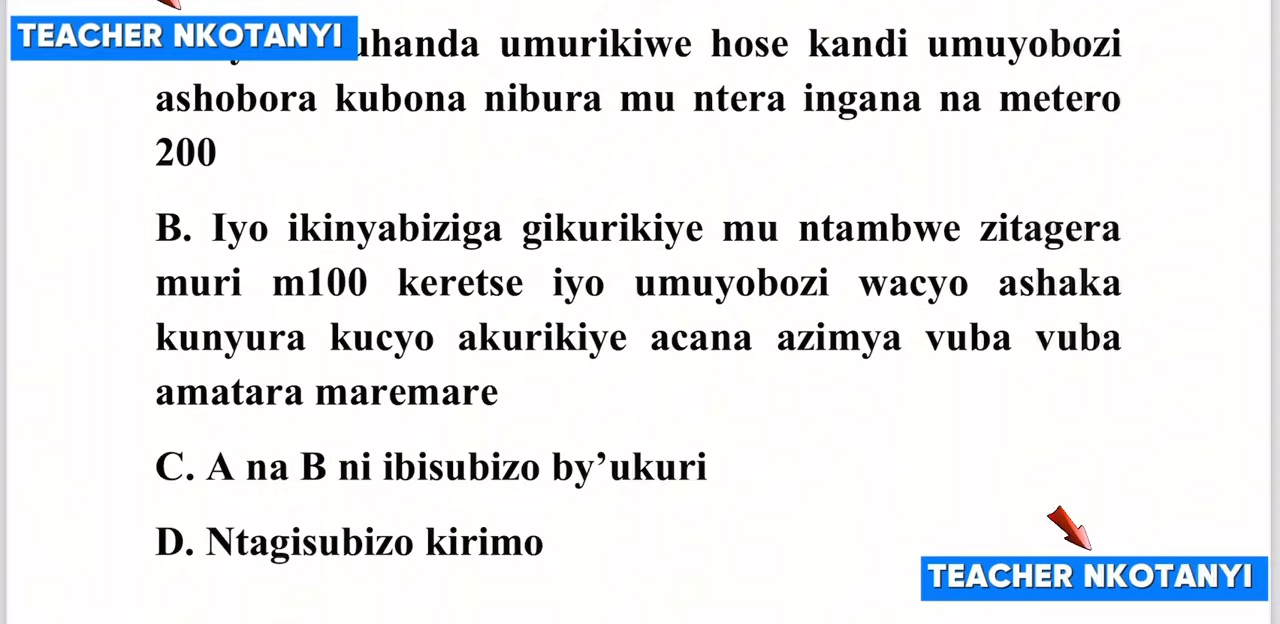 TEACHER NKOTANYI
umurikiwe hose kandi umuyobozi
ashobora kubona nibura mu ntera ingana na metero
200
B. Iyo ikinyabiziga gikurikiye mu ntambwe zitagera
muri m100 keretse iyo umuyobozi wacyo ashaka
kunyura kucyo akurikiye acana azimya vuba vuba
amatara maremare
C. A na B ni ibisubizo by’ukuri
D. Ntagisubizo kirimo
TEACHER NKOTANYI